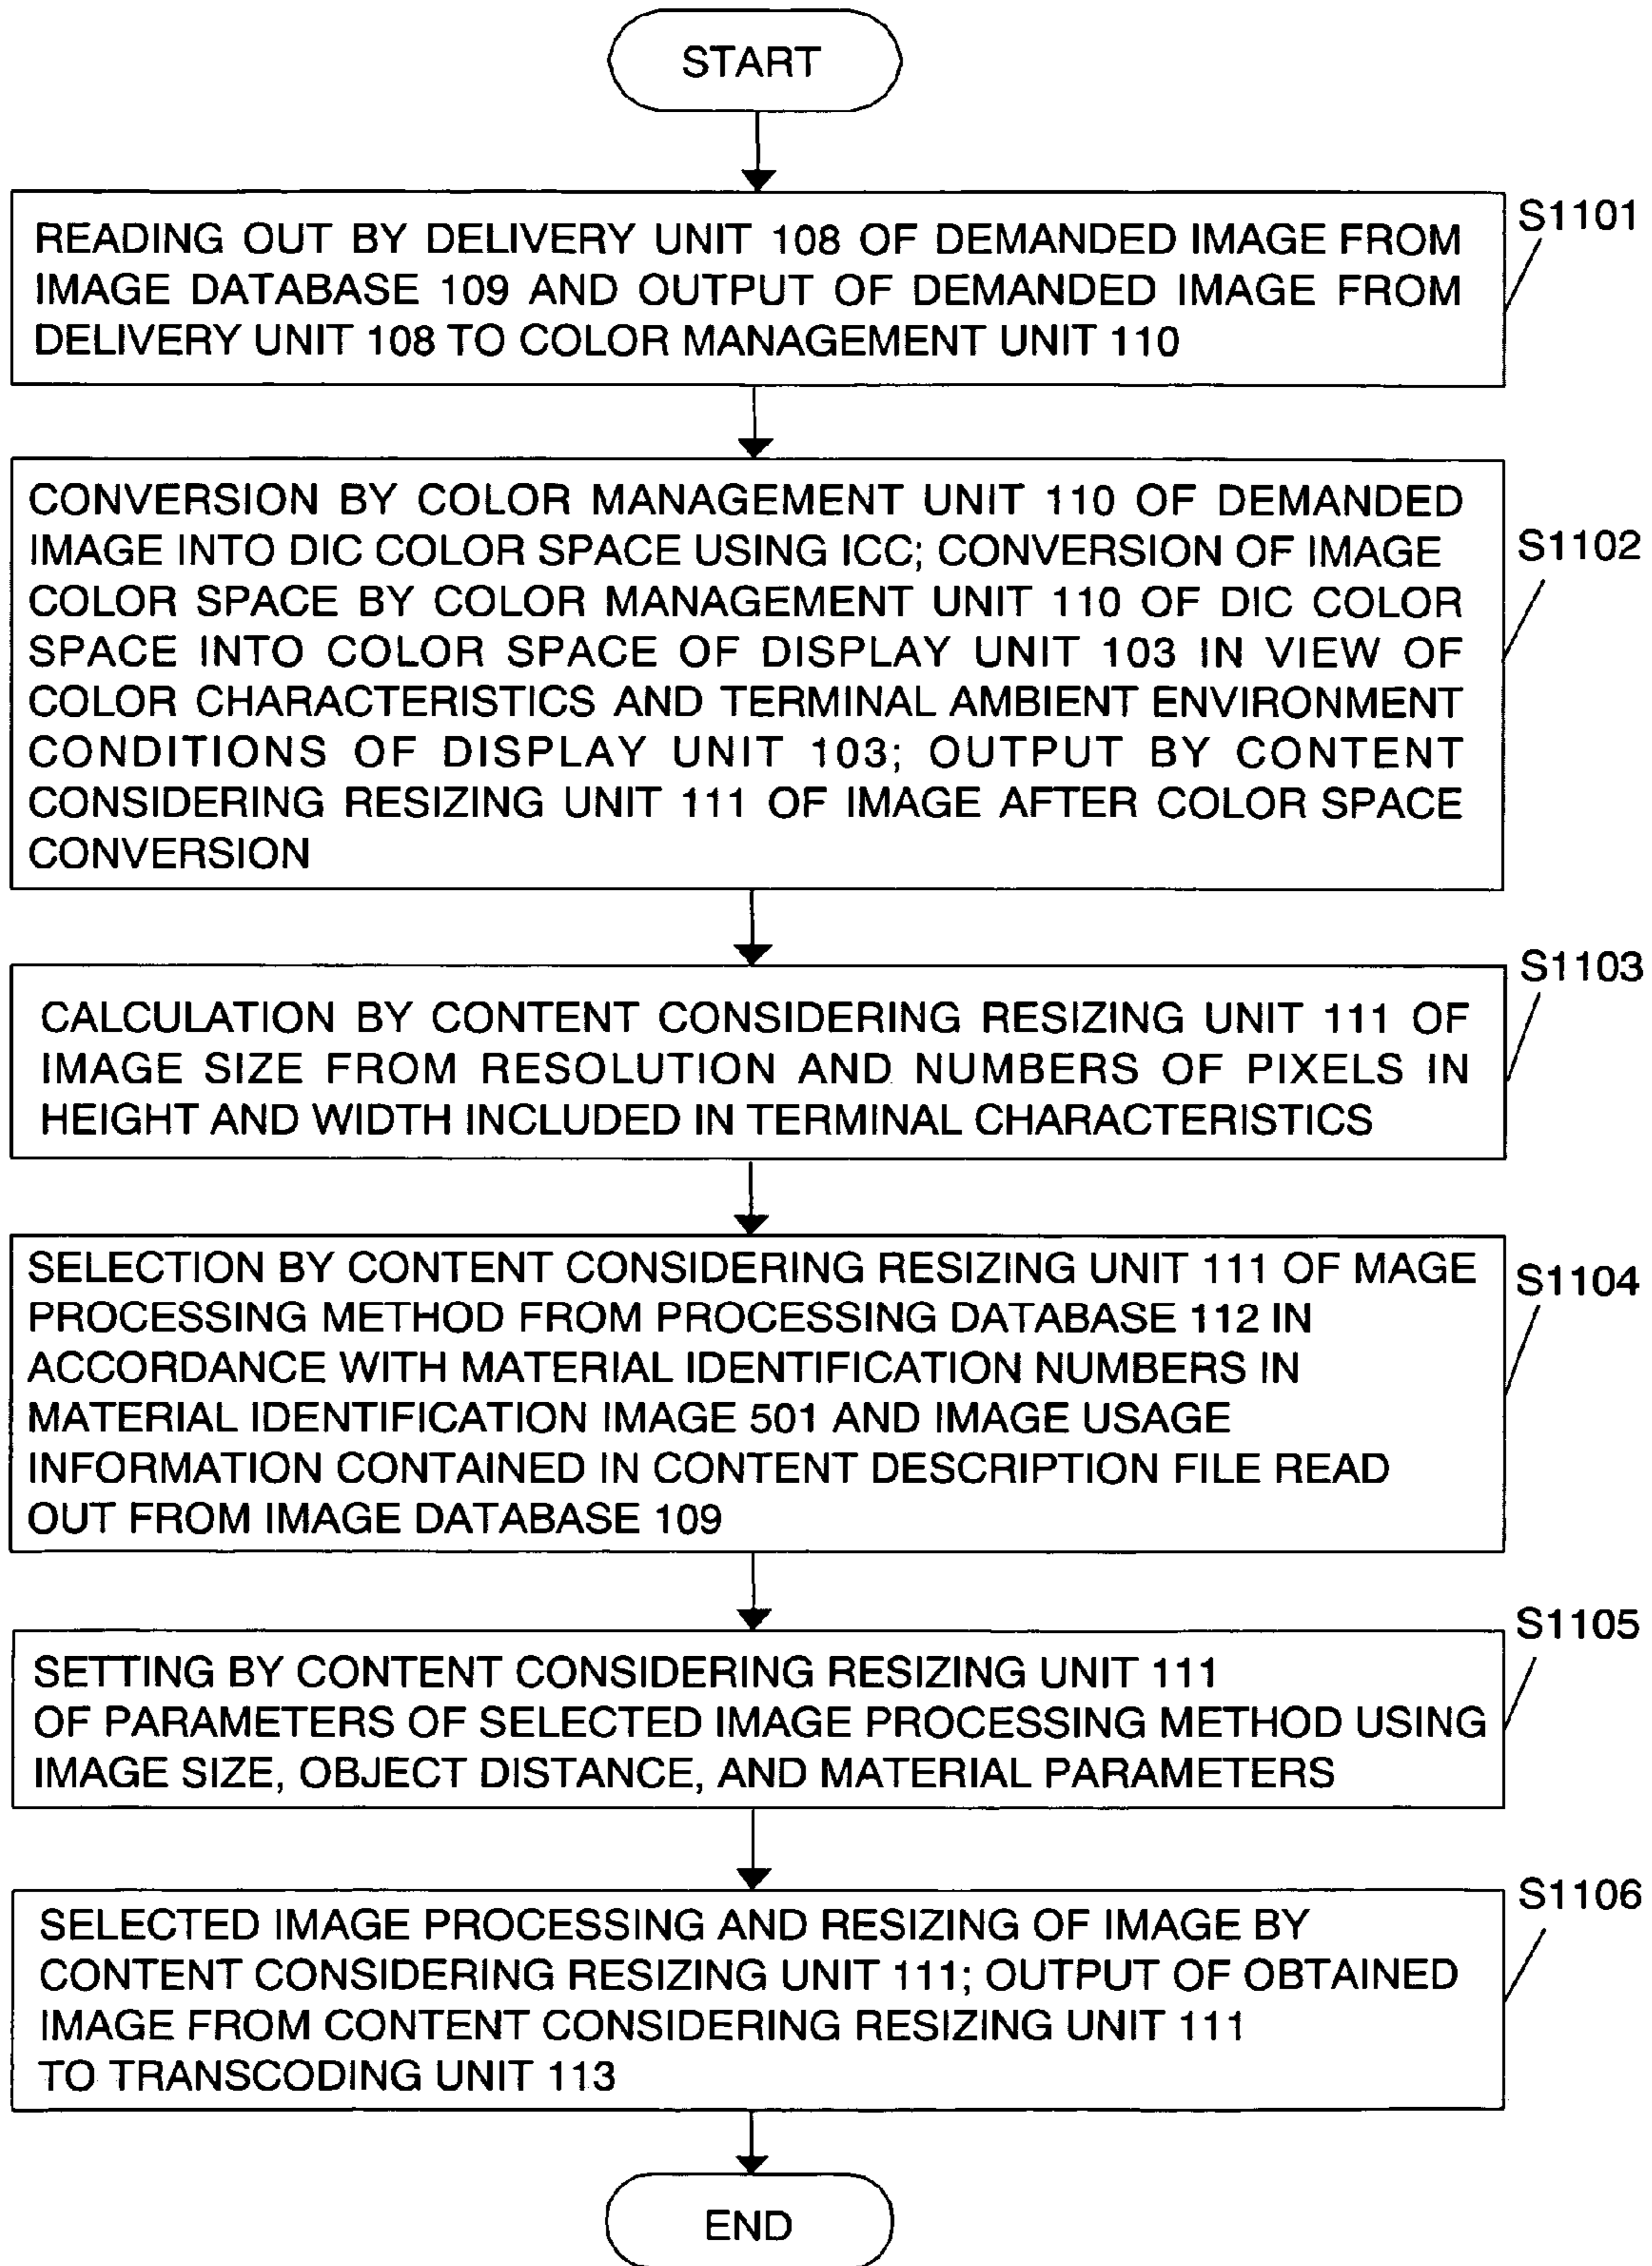 START
S1101
READING OUT BY DELIVERY UNIT 108 OF DEMANDED IMAGE FROM
IMAGE DATABASE 109 AND OUTPUT OF DEMANDED IMAGE FROM
DELIVERY UNIT 108 TO COLOR MANAGEMENT UNIT 110
S1102
CONVERSION BY COLOR MANAGEMENT UNIT 110 OF DEMANDED
IMAGE INTO DIC COLOR SPACE USING ICC; CONVERSION OF IMAGE
COLOR SPACE BY COLOR MANAGEMENT UNIT 110 OF DIC COLOR
SPACE INTO COLOR SPACE OF DISPLAY UNIT 103 IN VIEW OF
COLOR CHARACTERISTICS AND TERMINAL AMBIENT ENVIRONMENT
CONDITIONS OF DISPLAY UNIT 103; OUTPUT BY CONTENT
CONSIDERING RESIZING UNIT 111 OF IMAGE AFTER COLOR SPACE
CONVERSION
S1103
CALCULATION BY CONTENT CONSIDERING RESIZING UNIT 111 OF
IMAGE SIZE FROM RESOLUTION AND NUMBERS OF PIXELS IN
HEIGHT AND WIDTH INCLUDED IN TERMINAL CHARACTERISTICS
S1104
SELECTION BY CONTENT CONSIDERING RESIZING UNIT 111 OF MAGE
PROCESSING METHOD FROM PROCESSING DATABASE 112 IN
ACCORDANCE WITH MATERIAL IDENTIFICATION NUMBERS IN
MATERIAL IDENTIFICATION IMAGE 501 AND IMAGE USAGE
INFORMATION CONTAINED IN CONTENT DESCRIPTION FILE READ
OUT FROM IMAGE DATABASE 109
S1105
SETTING BY CONTENT CONSIDERING RESIZING UNIT 111
OF PARAMETERS OF SELECTED IMAGE PROCESSING METHOD USING
IMAGE SIZE, OBJECT DISTANCE, AND MATERIAL PARAMETERS
S1106
SELECTED IMAGE PROCESSING AND RESIZING OF IMAGE BY
CONTENT CONSIDERING RESIZING UNIT 111; OUTPUT OF OBTAINED
IMAGE FROM CONTENT CONSIDERING RESIZING UNIT 111
TO TRANSCODING UNIT 113
END